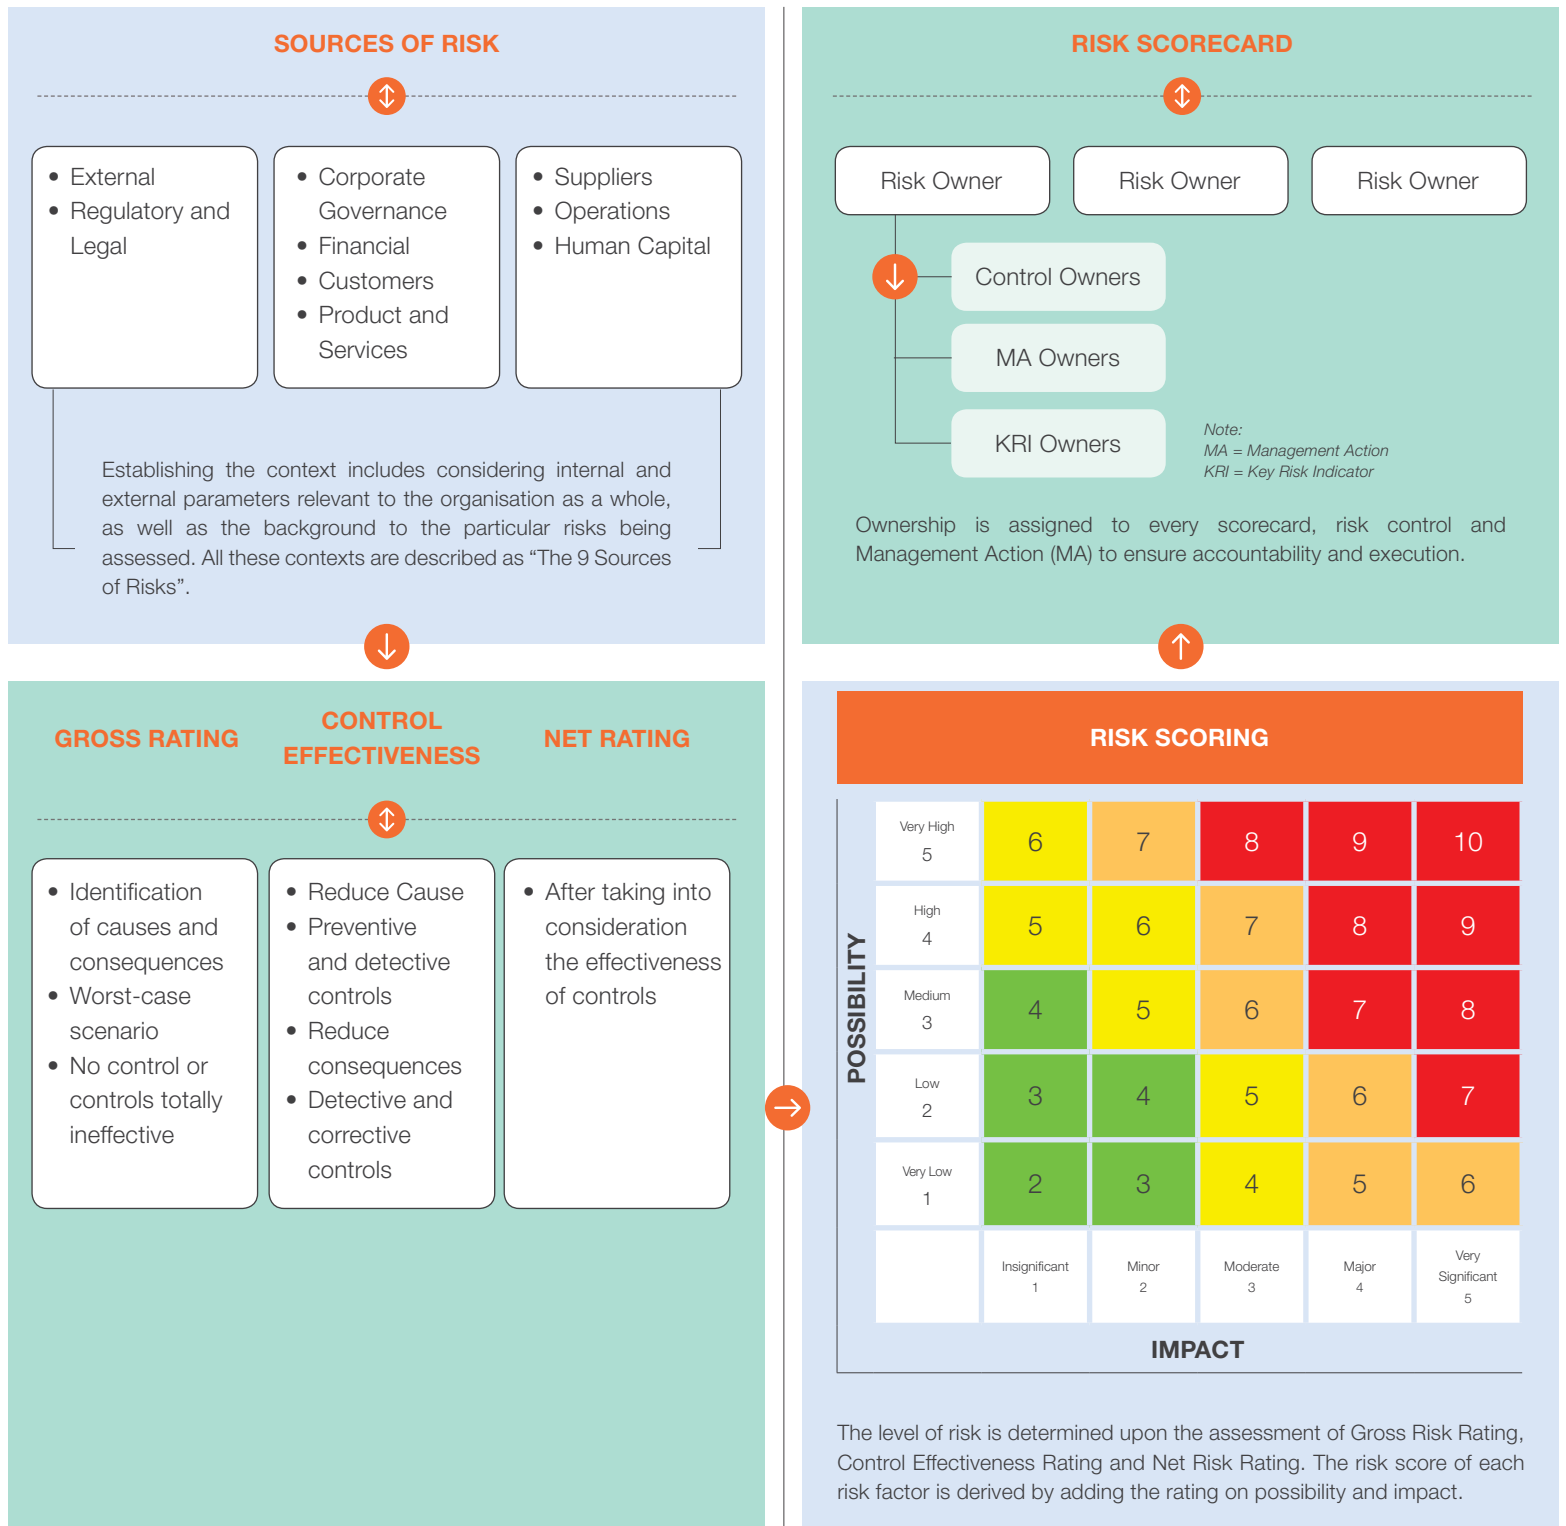 SOURCES OF RISK
• External
• Regulatory and
Legal
• Corporate
Governance
• Financial
• Customers
• Product and
Services
• Suppliers
• Operations
• Human Capital
Establishing the context includes considering internal and
external parameters relevant to the organisation as a whole,
as well as the background to the particular risks being
assessed. All these contexts are described as “The 9 Sources
of Risks”.
GROSS RATING
CONTROL
EFFECTIVENESS
NET RATING
• Identification
of causes and
consequences
• Worst-case
scenario
• No control or
controls totally
ineffective
• Reduce Cause
• Preventive
and detective
controls
• Reduce
consequences
• Detective and
corrective
controls
• After taking into
consideration
the effectiveness
of controls
RISK SCORECARD
Risk Owner
Risk Owner
Risk Owner
Control Owners
MA Owners
KRI Owners
Note:
MA = Management Action
KRI = Key Risk Indicator
Ownership is assigned to every scorecard, risk control and
Management Action (MA) to ensure accountability and execution.
RISK SCORING
POSSIBILITY
Very High
5
6 7 8 9 10
High
4
5 6 7 8 9
Medium
3
4 5 6 7 8
Low
2
3 4 5 6 7
Very Low
1
2 3 4 5 6
Insignificant
1
Minor
2
Moderate
3
Major
4
Very
Significant
5
IMPACT
The level of risk is determined upon the assessment of Gross Risk Rating,
Control Effectiveness Rating and Net Risk Rating. The risk score of each
risk factor is derived by adding the rating on possibility and impact.